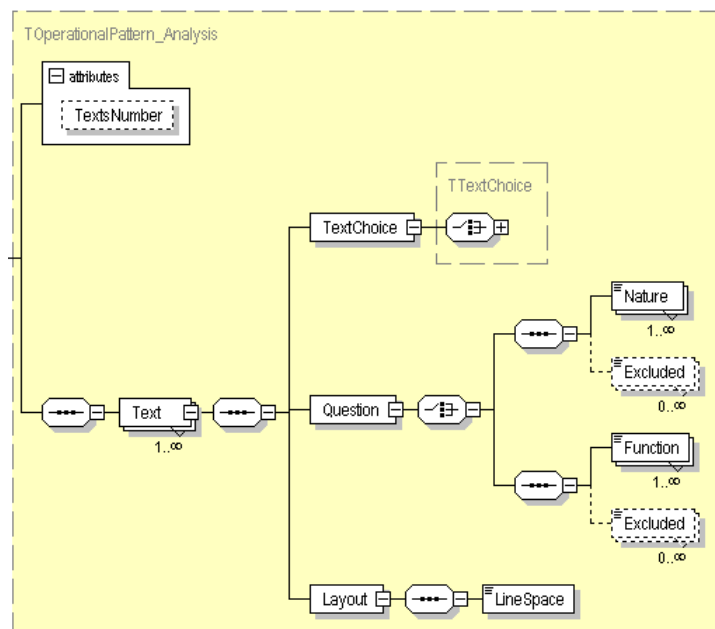 TOperationalPattern_Analysis
attributes
TextsNumber
TTextChoice
TextChoice
Nature
1..∞
Excluded
0..∞
Text
1..∞
Question
Function
1..∞
Excluded
0..∞
Layout
LineSpace